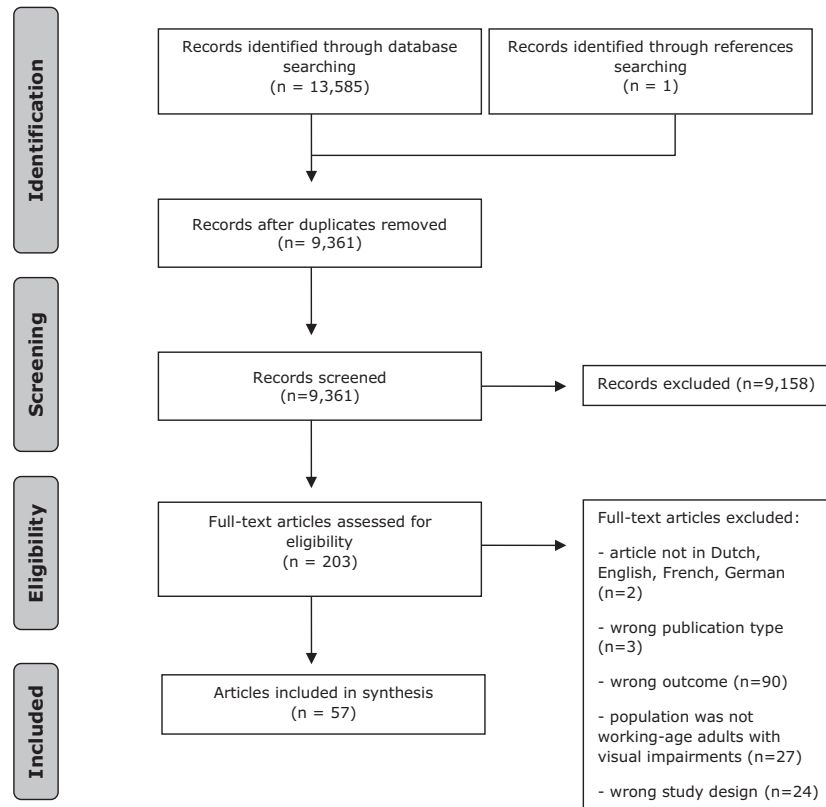 Identification
Records identified through database
searching
(n = 13,585)
Records identified through references
searching
(n = 1)
Records after duplicates removed
(n= 9,361)
Screening
Records screened
(n=9,361)
Records excluded (n=9,158)
Eligibility
Full-text articles assessed for
eligibility
(n = 203)
Full-text articles excluded:
- article not in Dutch,
English, French, German
(n=2)
- wrong publication type
(n=3)
- wrong outcome (n=90)
- population was not
working-age adults with
visual impairments (n=27)
- wrong study design (n=24)
Included
Articles included in synthesis
(n = 57)